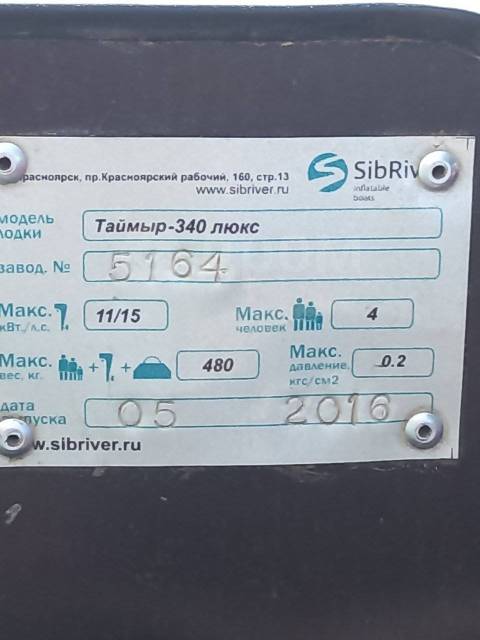 расноярск, пр.Красноярский рабочий, 160, стр.13
www.sibriver.ru
SibRiv
inflatable
boats
модель
лодки
Таймыр-340 люкс
завод. №
5164
Макс.
кВт./л.с.
11/15
Макс.
человек
4
Макс.
вес, кг.
+ +
480
Макс.
давление,
кгс/см2
0.2
дата
выпуска
05 2016
w.sibriver.ru